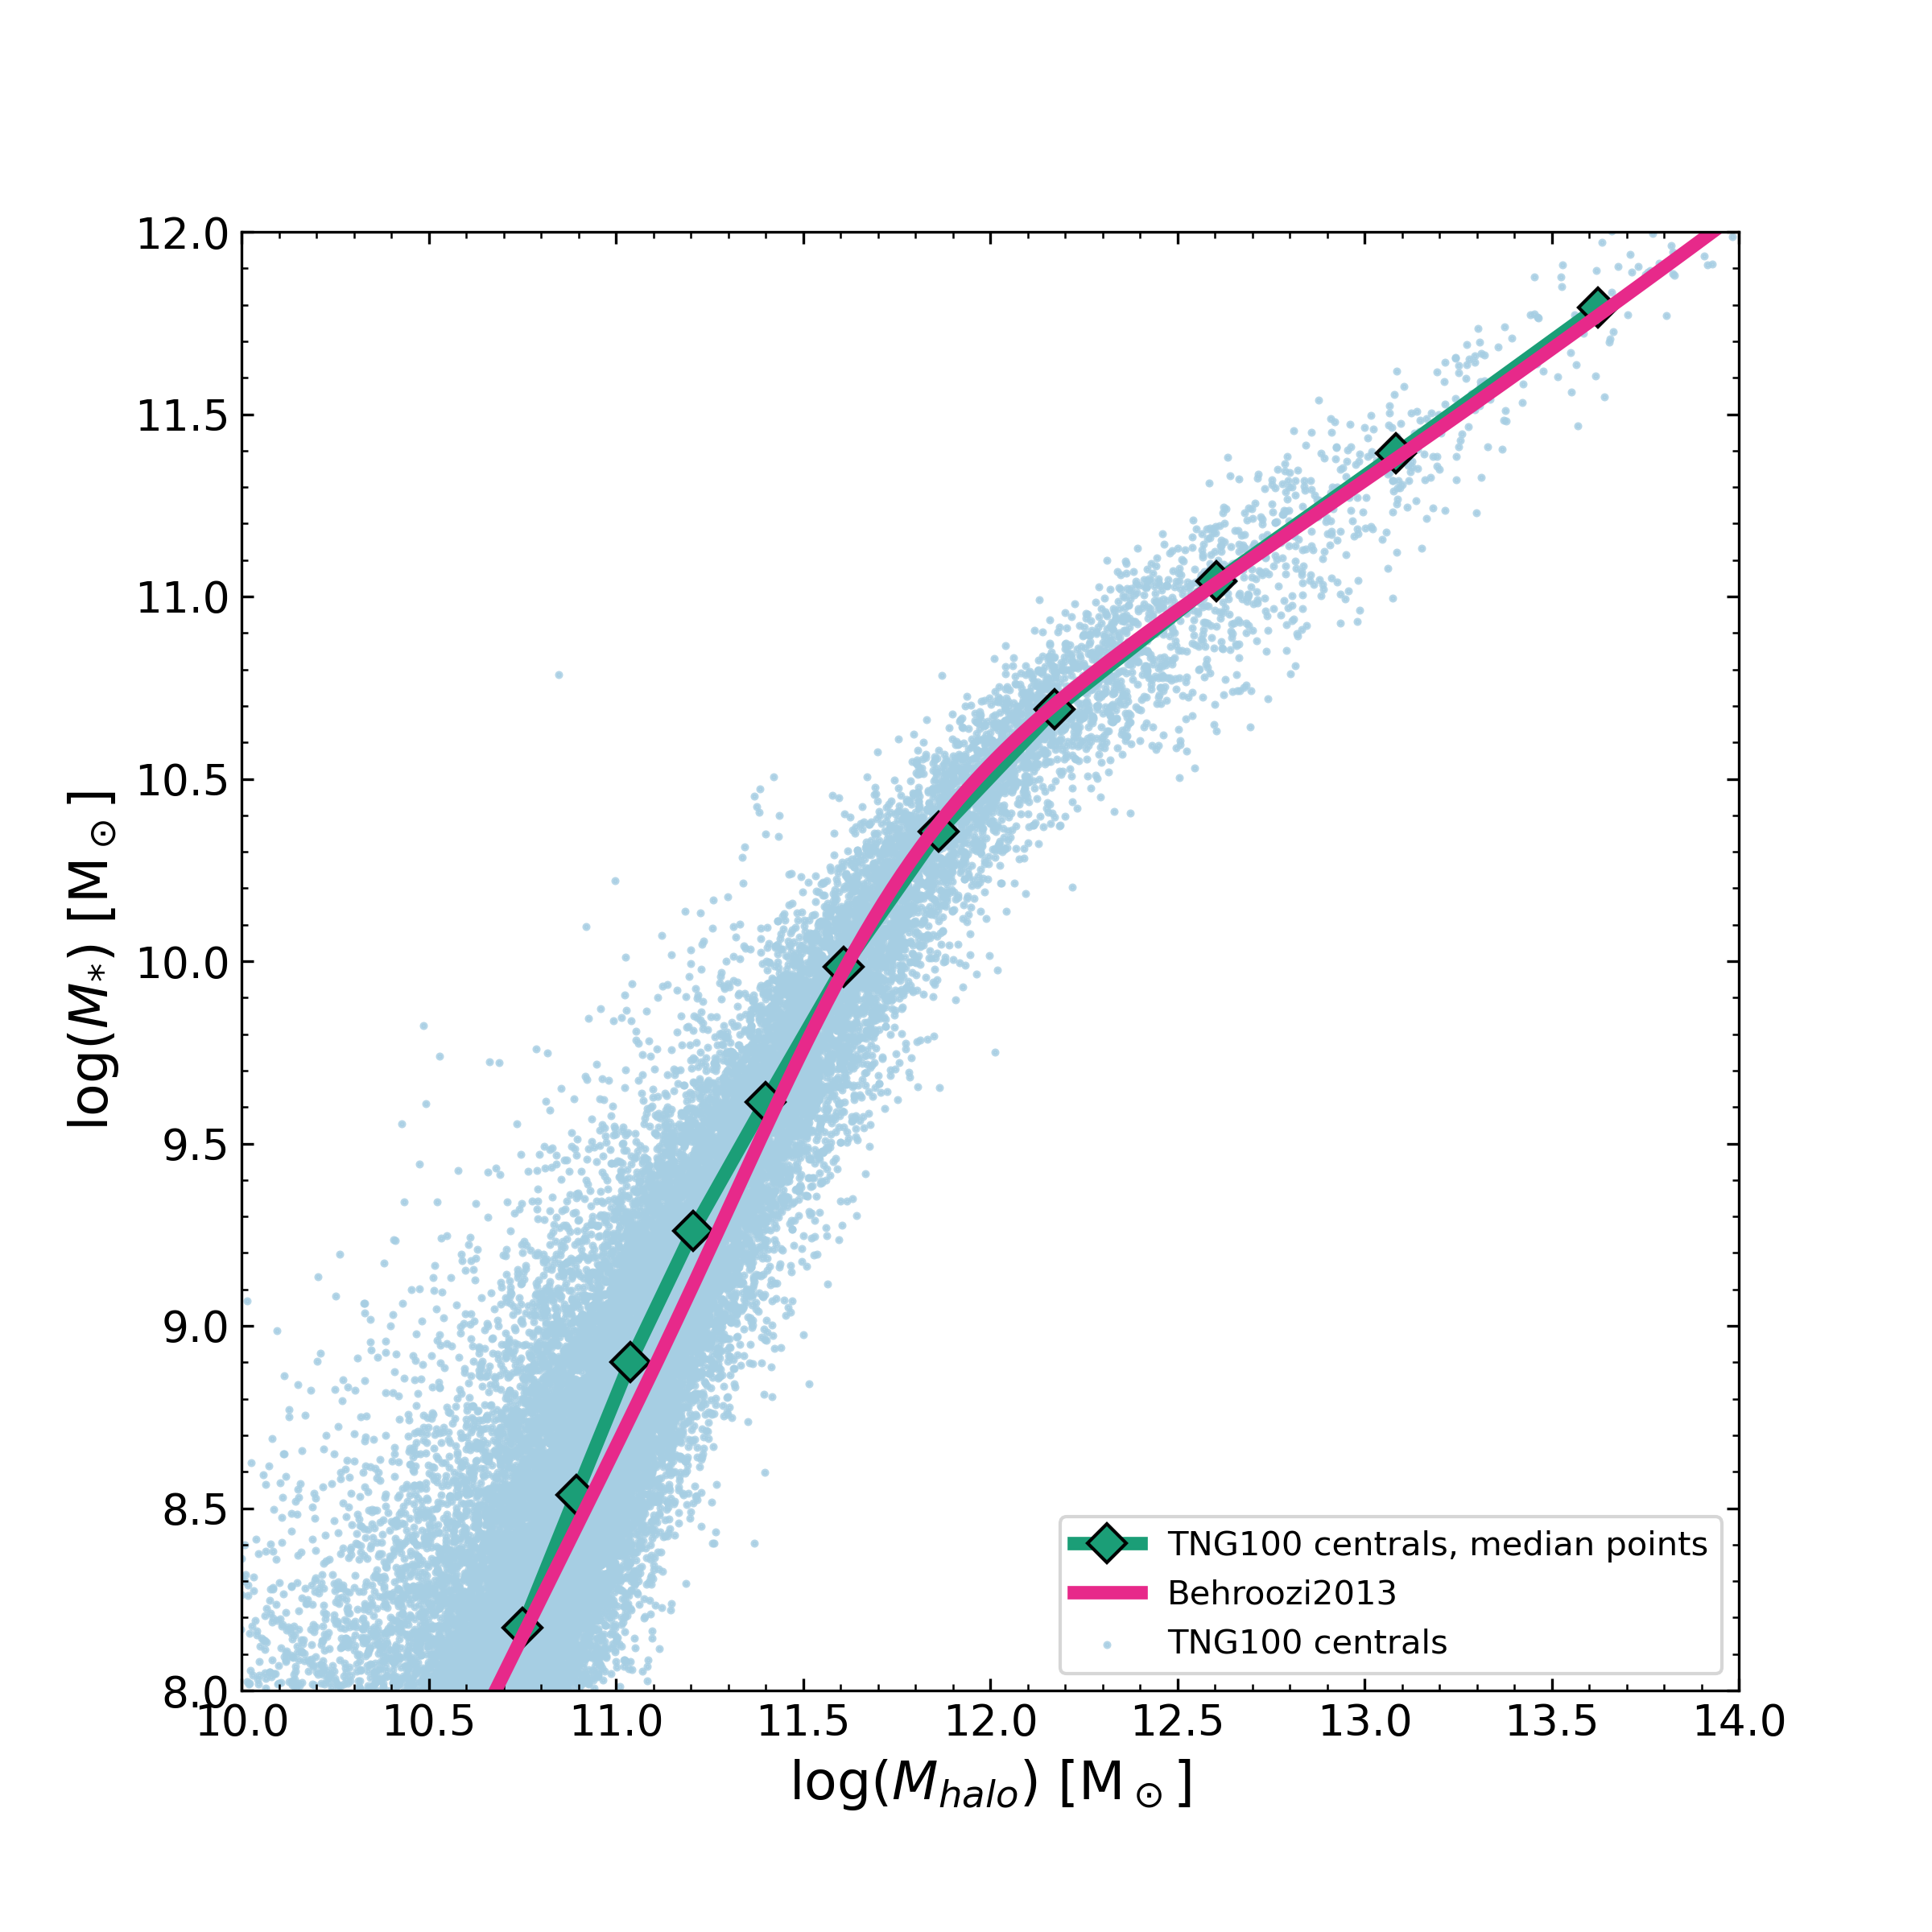 12.0
11.5
11.0
10.5
10.0
9.5
9.0
8.5
8.0
log(M*) [M⊙]
TNG100 centrals, median points
Behroozi2013
TNG100 centrals
10.0 10.5 11.0 11.5 12.0 12.5 13.0 13.5 14.0
log(Mhalo) [M⊙]